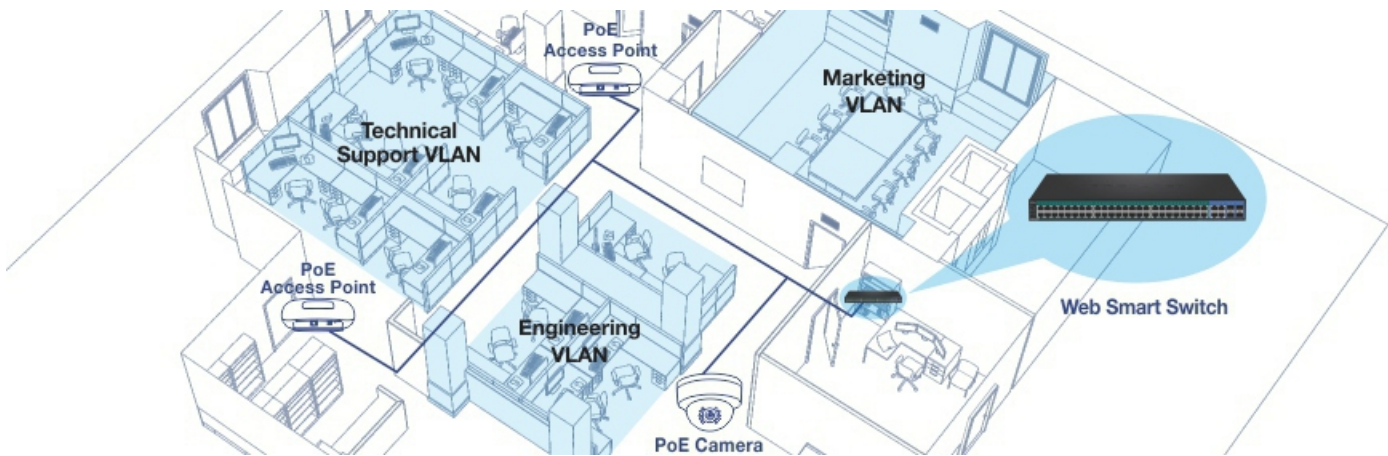 PoE
Access Point
Marketing
VLAN
Technical
Support VLAN
PoE
Access Point
Web Smart Switch
Engineering
VLAN
PoE Camera